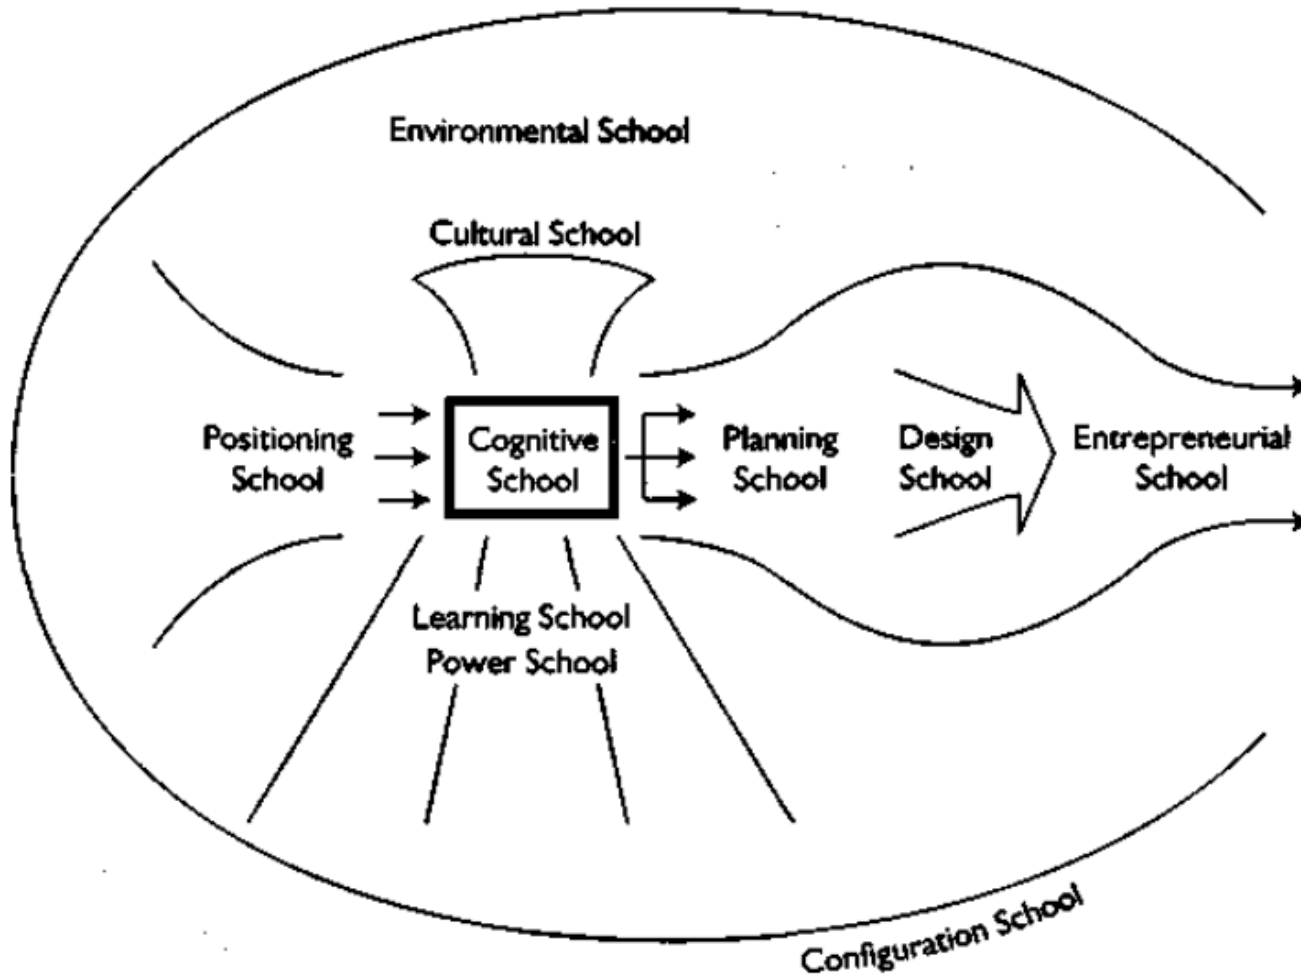 Environmental School
Cultural School
Positioning
School
Cognitive
School
Planning
School
Design
School
Entrepreneurial
School
Learning School
Power School
Configuration School